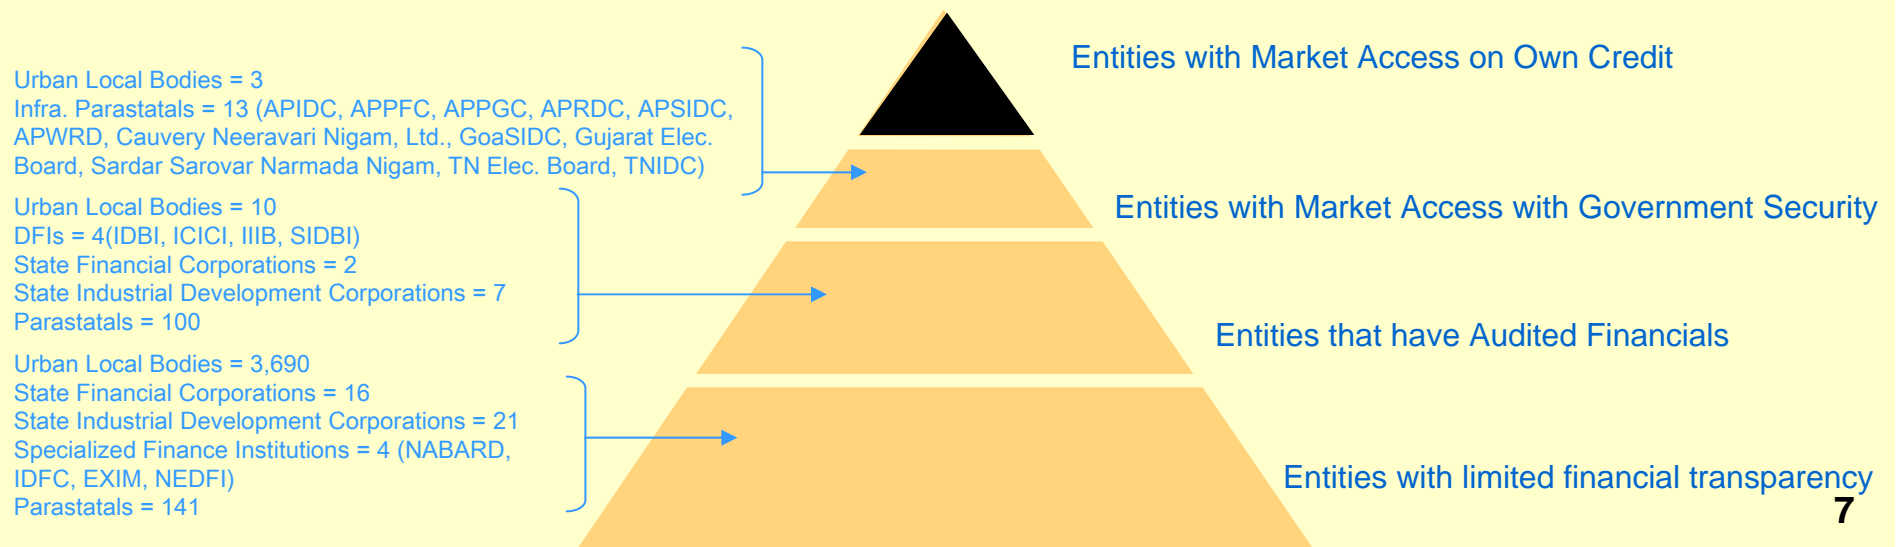 Entities with Market Access on Own Credit
Urban Local Bodies = 3
Infra. Parastatals = 13 (APIDC, APPFC, APPGC, APRDC, APSIDC,
APWRD, Cauvery Neeravari Nigam, Ltd., GoaSIDC, Gujarat Elec.
Board, Sardar Sarovar Narmada Nigam, TN Elec. Board, TNIDC)
Entities with Market Access with Government Security
Urban Local Bodies = 10
DFIs = 4(IDBI, ICICI, IIIB, SIDBI)
State Financial Corporations = 2
State Industrial Development Corporations = 7
Parastatals = 100
Entities that have Audited Financials
Urban Local Bodies = 3,690
State Financial Corporations = 16
State Industrial Development Corporations = 21
Specialized Finance Institutions = 4 (NABARD,
IDFC, EXIM, NEDFI)
Parastatals = 141
Entities with limited financial transparency
7